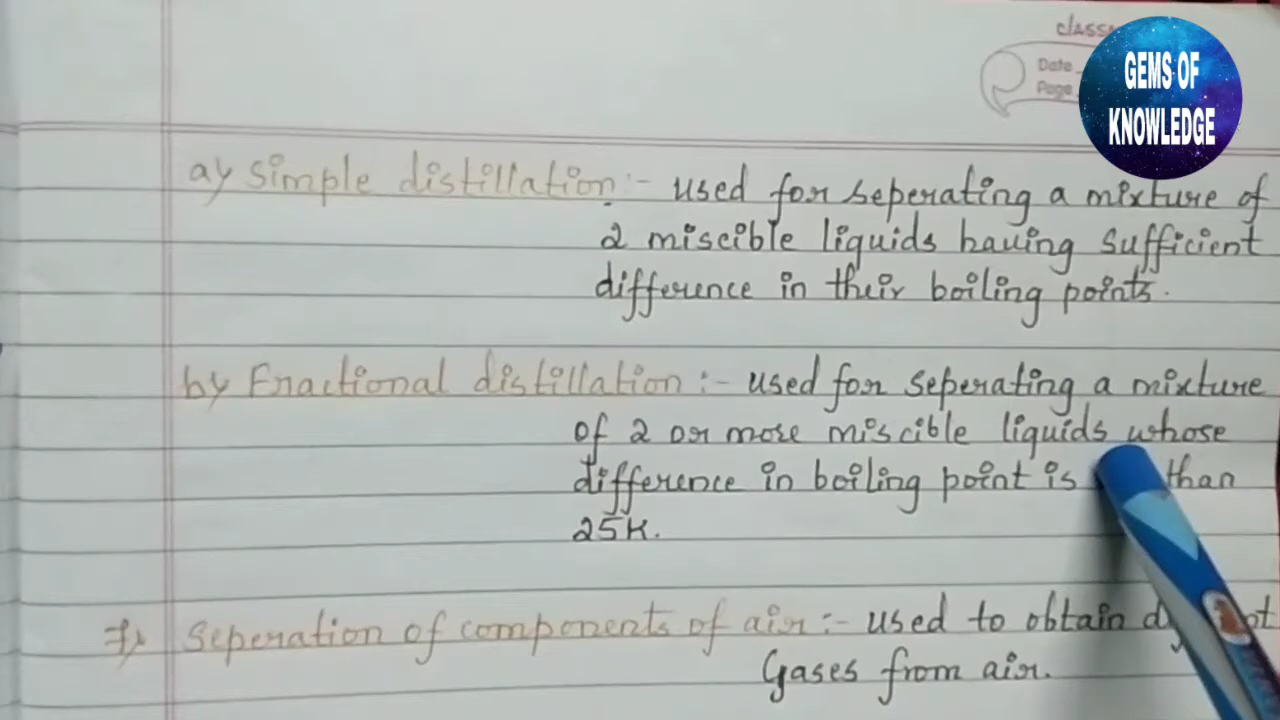 classm
Date
Page
GEMS OF
KNOWLEDGE
a) Simple distillation :- used for seperating a mixture of
2 miscible liquids having sufficient
difference in their boiling points.
b) Fractional distillation :- used for seperating a mixture
of 2 or more miscible liquids whose
difference in boiling point is than
25K.
7) Seperation of components of air :- used to obtain
Gases from air.